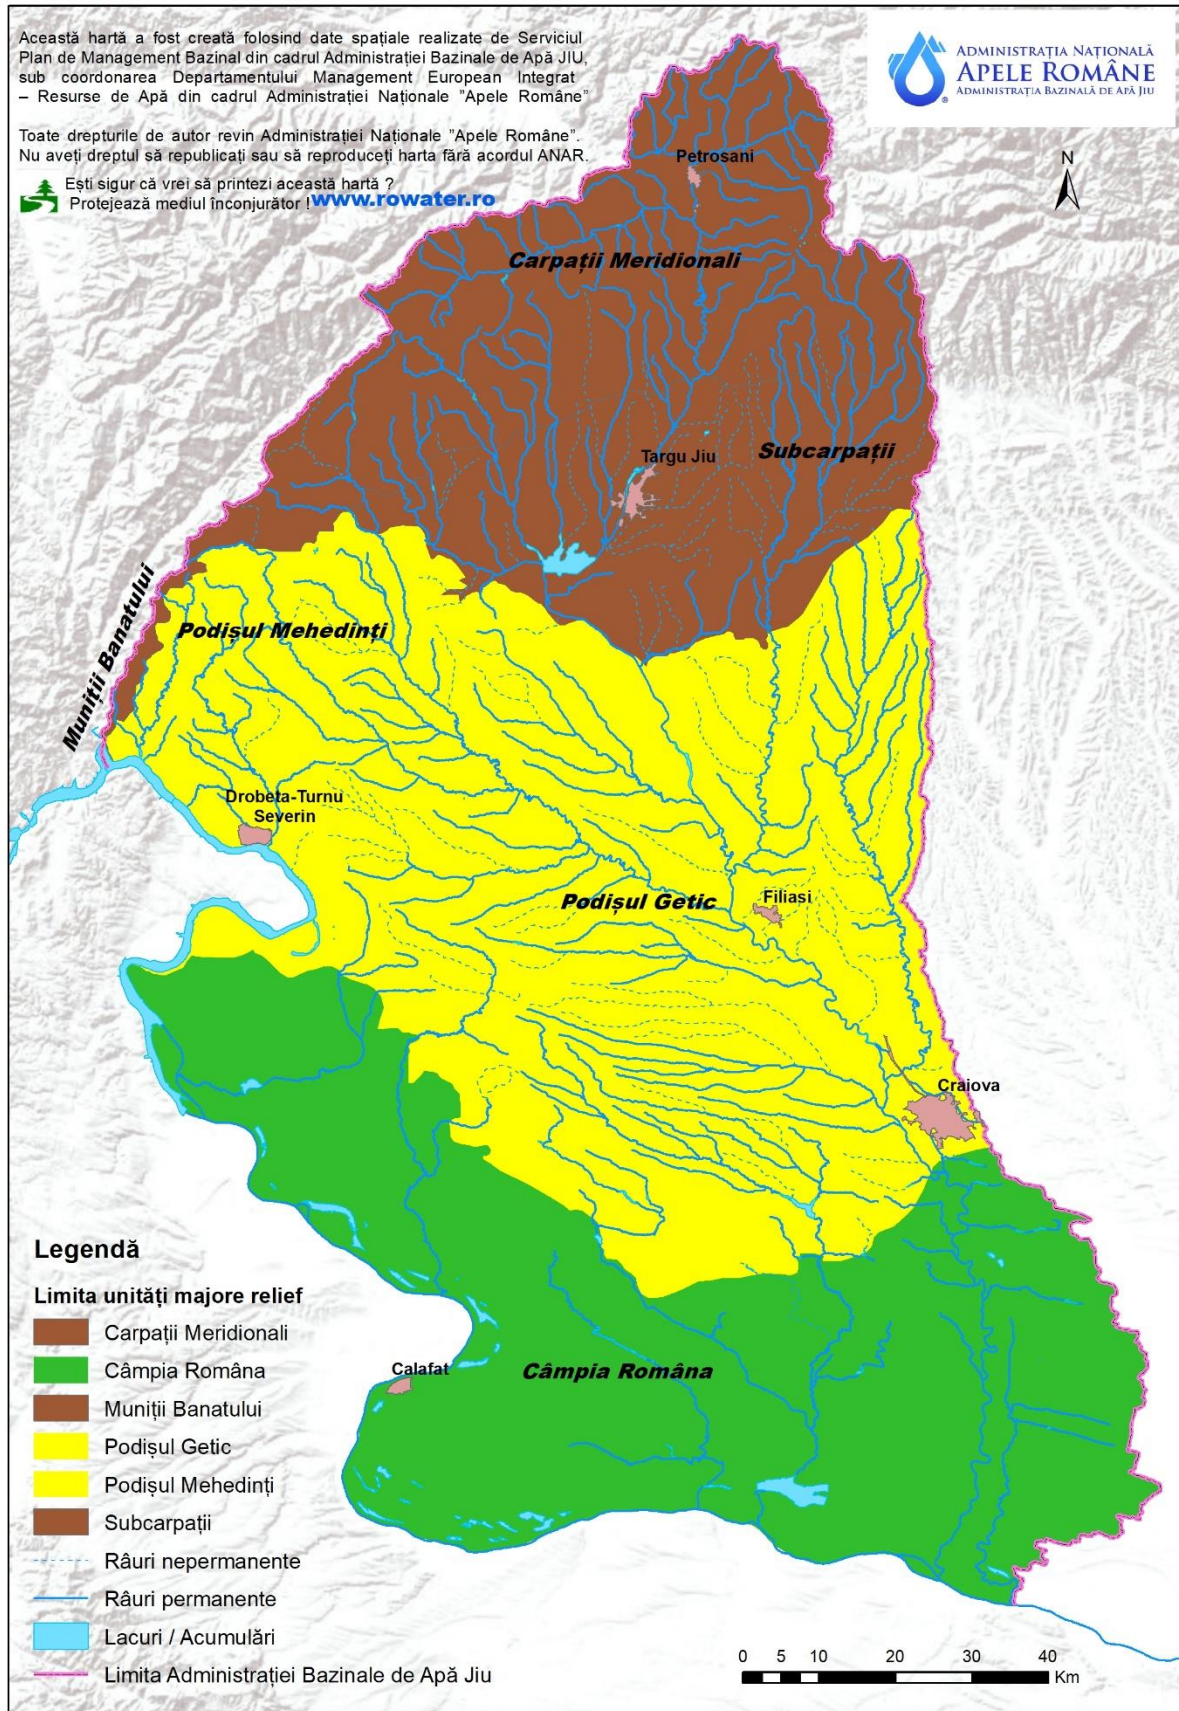 Această hartă a fost creată folosind date spațiale realizate de Serviciul
Plan de Management Bazinal din cadrul Administrației Bazinale de Apă JIU,
sub coordonarea Departamentului Management European Integrat
– Resurse de Apă din cadrul Administrației Naționale "Apele Române"
Toate drepturile de autor revin Administrației Naționale "Apele Române".
Nu aveți dreptul să republicați sau să reproduceți harta fără acordul ANAR.
Ești sigur că vrei să printezi această hartă ?
Protejează mediul înconjurător ! www.rowater.ro
ADMINISTRAȚIA NAȚIONALĂ
APELE ROMÂNE
ADMINISTRAȚIA BAZINALĂ DE APĂ JIU
®
N
Petrosani
Carpații Meridionali
Subcarpații
Targu Jiu
Muniții Banatului
Podișul Mehedinți
Drobeta-Turnu
Severin
Podișul Getic
Filiasi
Craiova
Calafat
Câmpia Româna
Legendă
Limita unități majore relief
Carpații Meridionali
Câmpia Româna
Muniții Banatului
Podișul Getic
Podișul Mehedinți
Subcarpații
Râuri nepermanente
Râuri permanente
Lacuri / Acumulări
Limita Administrației Bazinale de Apă Jiu
0 5 10 20 30 40
Km